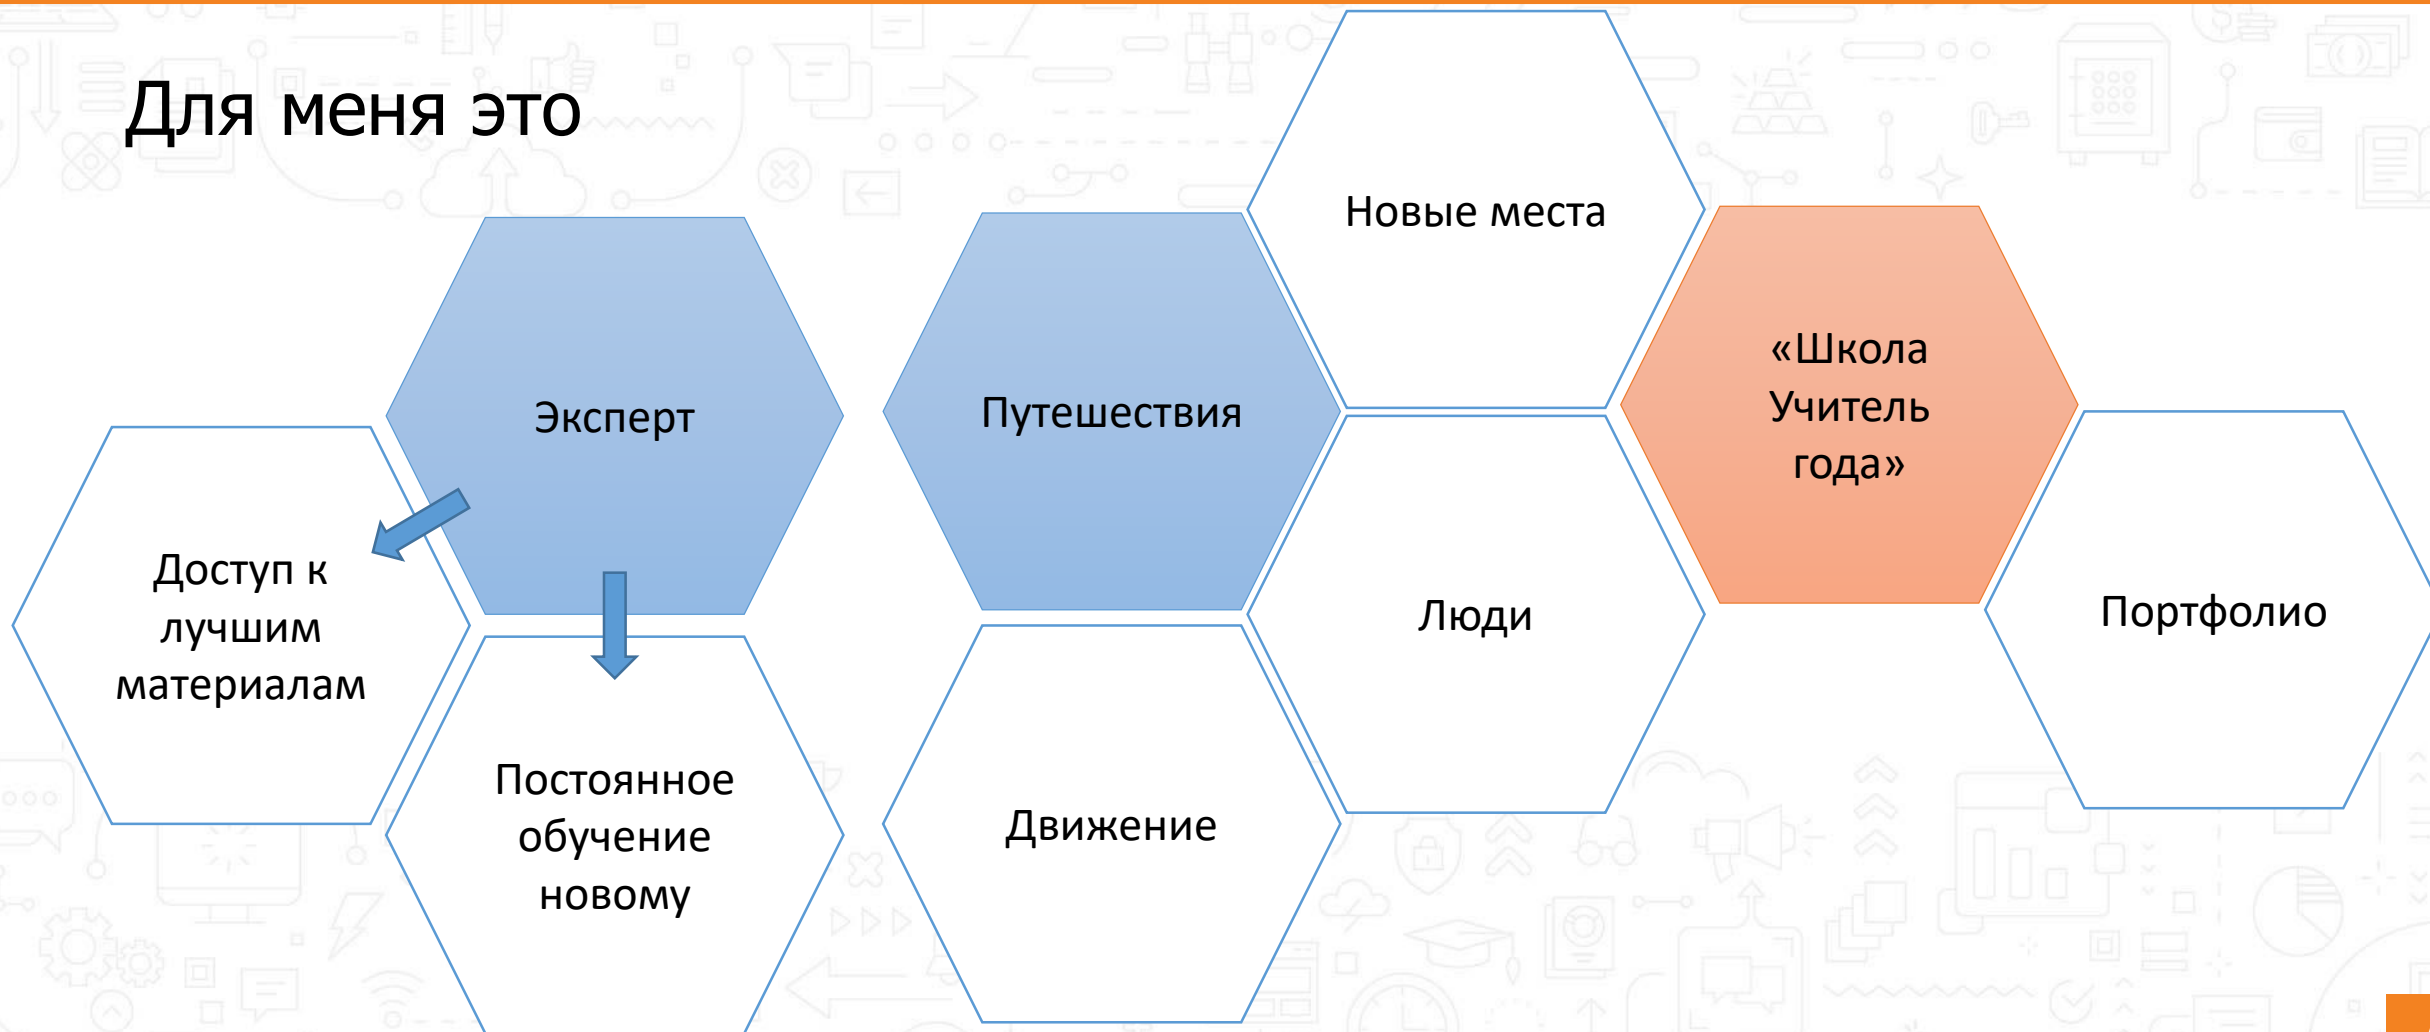 Для меня это
Новые места
Эксперт
Путешествия
«Школа
Учитель
года»
Доступ к
лучшим
материалам
Люди
Портфолио
Постоянное
обучение
новому
Движение